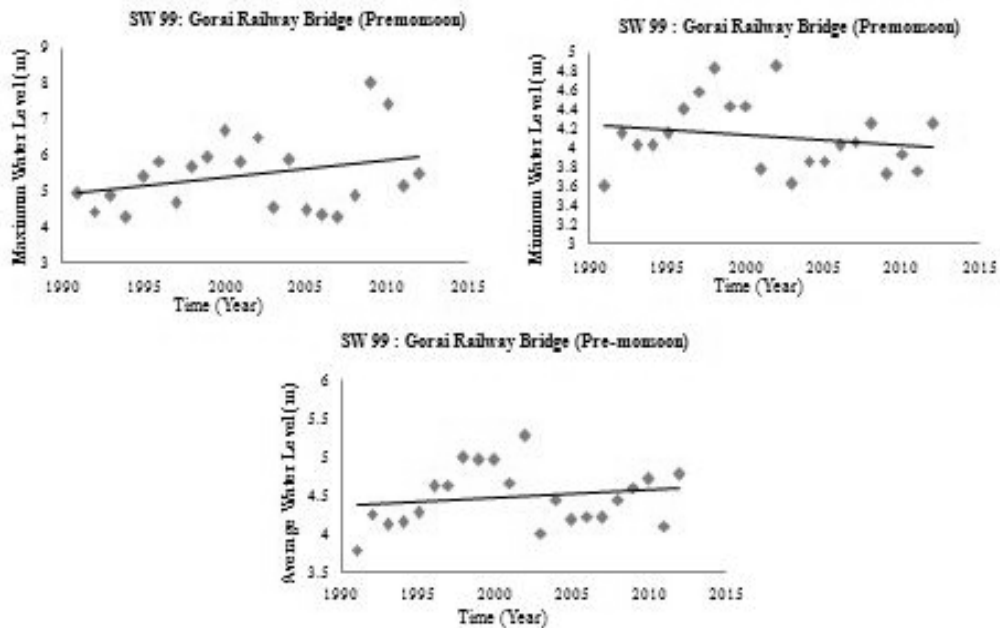 SW 99: Gorai Railway Bridge (Premonsoon)
Maximum Water Level (m)
9
8
7
6
5
4
3
1990 1995 2000 2005 2010 2015
Time (Year)
SW 99 : Gorai Railway Bridge (Premonsoon)
Minimum Water Level (m)
5
4.8
4.6
4.4
4.2
4
3.8
3.6
3.4
3.2
3
1990 1995 2000 2005 2010 2015
Time (Year)
SW 99 : Gorai Railway Bridge (Pre-monsoon)
Average Water Level (m)
6
5.5
5
4.5
4
3.5
1990 1995 2000 2005 2010 2015
Time (Year)